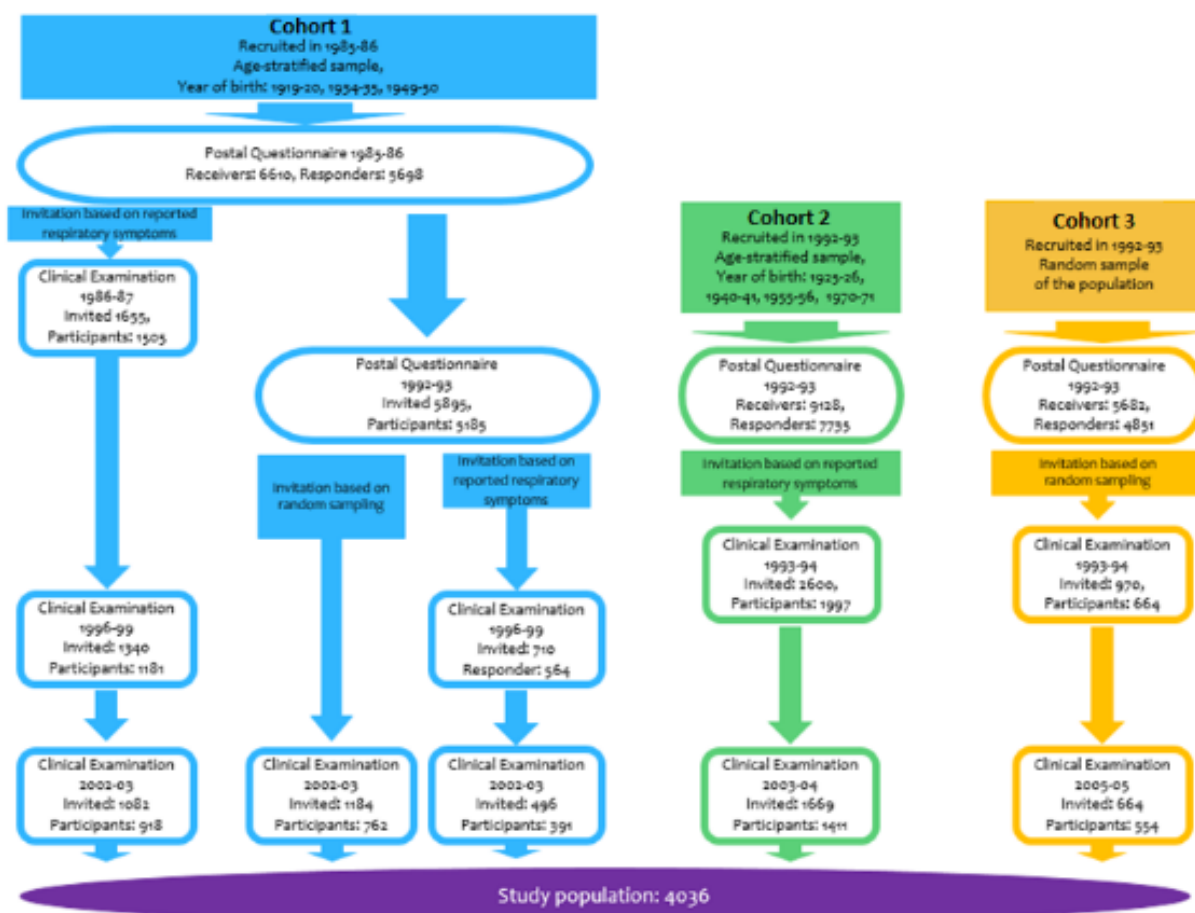 Cohort 1
Recruited in 1985-86
Age-stratified sample,
Year of birth: 1919-20, 1934-35, 1949-50
Postal Questionnaire 1985-86
Receivers: 6610, Responders: 5698
Invitation based on reported
respiratory symptoms
Clinical Examination
1986-87
Invited 1655,
Participants: 1505
Postal Questionnaire
1992-93
Invited 5895,
Participants: 5185
Invitation based on
random sampling
Invitation based on
reported respiratory
symptoms
Clinical Examination
1996-99
Invited: 1340
Participants: 1181
Clinical Examination
1996-99
Invited: 710
Responder: 564
Clinical Examination
2002-03
Invited: 1082
Participants: 918
Clinical Examination
2002-03
Invited: 1184
Participants: 762
Clinical Examination
2002-03
Invited: 496
Participants: 391
Cohort 2
Recruited in 1992-93
Age-stratified sample,
Year of birth: 1925-26,
1940-41, 1955-56, 1970-71
Postal Questionnaire
1992-93
Receivers: 9128,
Responders: 7735
Invitation based on reported
respiratory symptoms
Clinical Examination
1993-94
Invited: 2600,
Participants: 1997
Clinical Examination
2003-04
Invited: 1669
Participants: 1411
Cohort 3
Recruited in 1992-93
Random sample
of the population
Postal Questionnaire
1992-93
Receivers: 5682,
Responders: 4851
Invitation based on
random sampling
Clinical Examination
1993-94
Invited: 970,
Participants: 664
Clinical Examination
2005-05
Invited: 664
Participants: 554
Study population: 4036